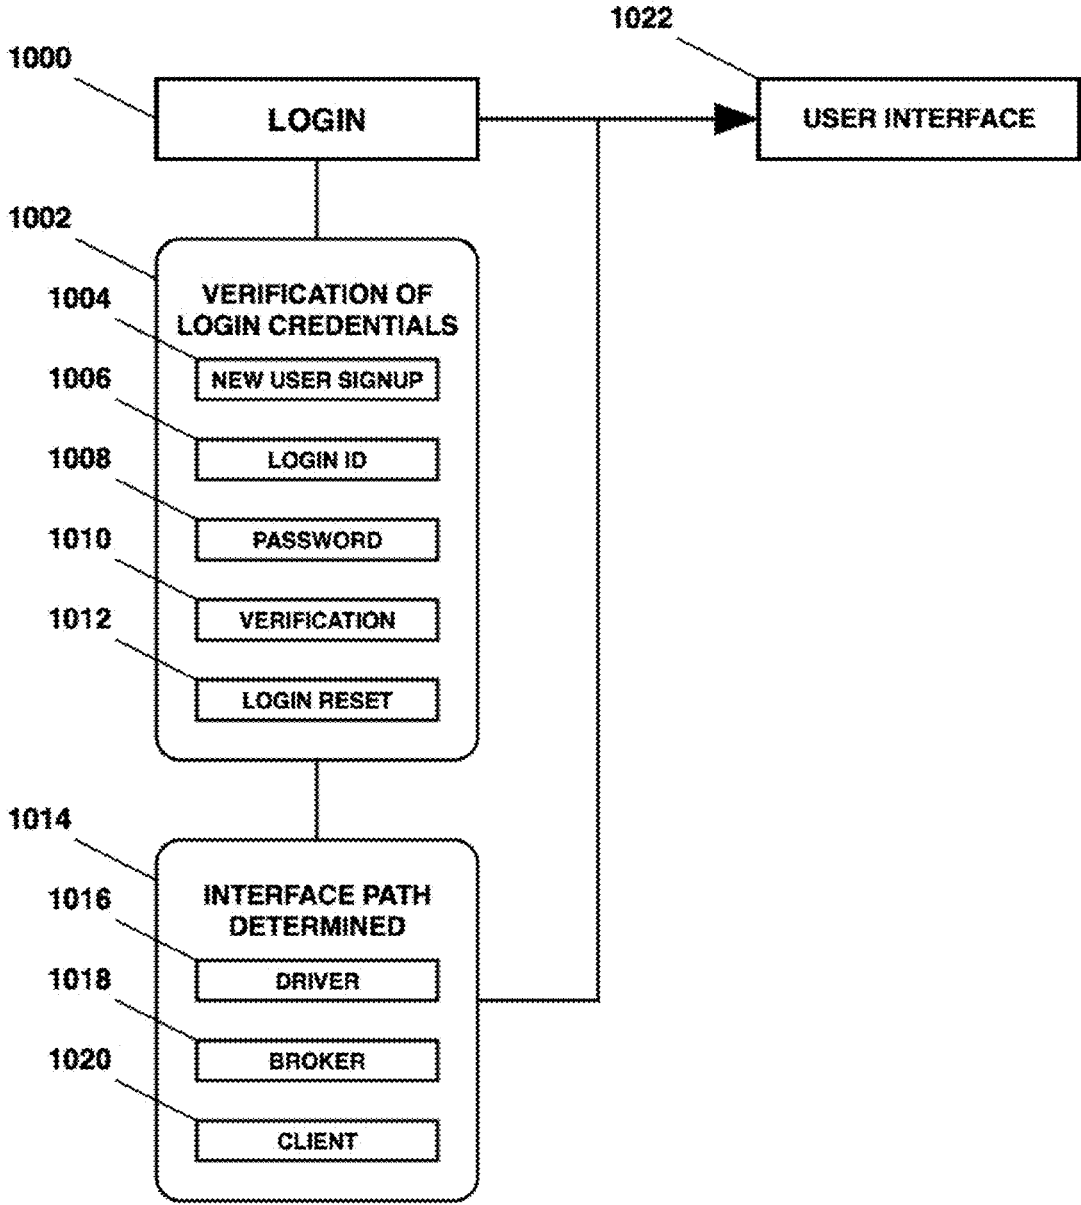 1022
1000
LOGIN
USER INTERFACE
1002
VERIFICATION OF
LOGIN CREDENTIALS
1004
NEW USER SIGNUP
1006
LOGIN ID
1008
PASSWORD
1010
VERIFICATION
1012
LOGIN RESET
1014
INTERFACE PATH
DETERMINED
1016
DRIVER
1018
BROKER
1020
CLIENT